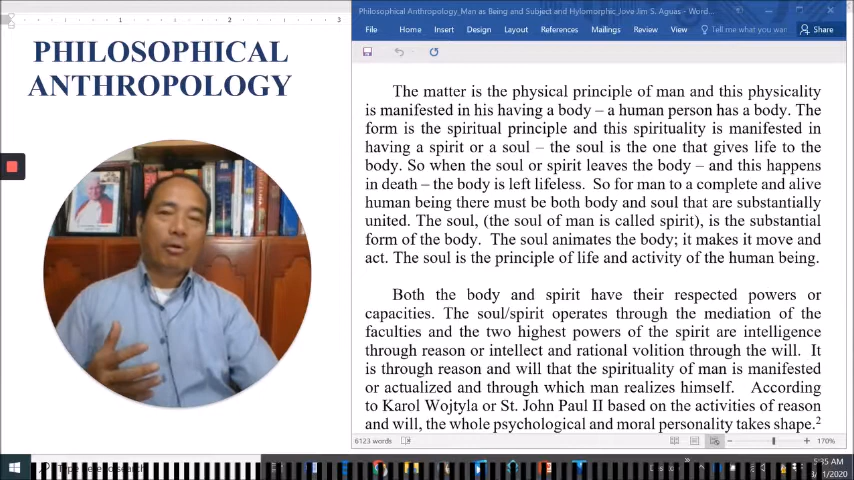 PHILOSOPHICAL
ANTHROPOLOGY
Philosophical Anthropology_Man as Being and Subject and Hylomorphic_Jove Jim S. Aguas - Word...
File Home Insert Design Layout References Mailings Review View Tell me what you wan Share
1 2 3
The matter is the physical principle of man and this physicality
is manifested in his having a body – a human person has a body. The
form is the spiritual principle and this spirituality is manifested in
having a spirit or a soul – the soul is the one that gives life to the
body. So when the soul or spirit leaves the body – and this happens
in death – the body is left lifeless. So for man to a complete and alive
human being there must be both body and soul that are substantially
united. The soul, (the soul of man is called spirit), is the substantial
form of the body. The soul animates the body; it makes it move and
act. The soul is the principle of life and activity of the human being.
Both the body and spirit have their respected powers or
capacities. The soul/spirit operates through the mediation of the
faculties and the two highest powers of the spirit are intelligence
through reason or intellect and rational volition through the will. It
is through reason and will that the spirituality of man is manifested
or actualized and through which man realizes himself. According
to Karol Wojtyla or St. John Paul II based on the activities of reason
and will, the whole psychological and moral personality takes shape.²
6123 words 170%
Type here to search